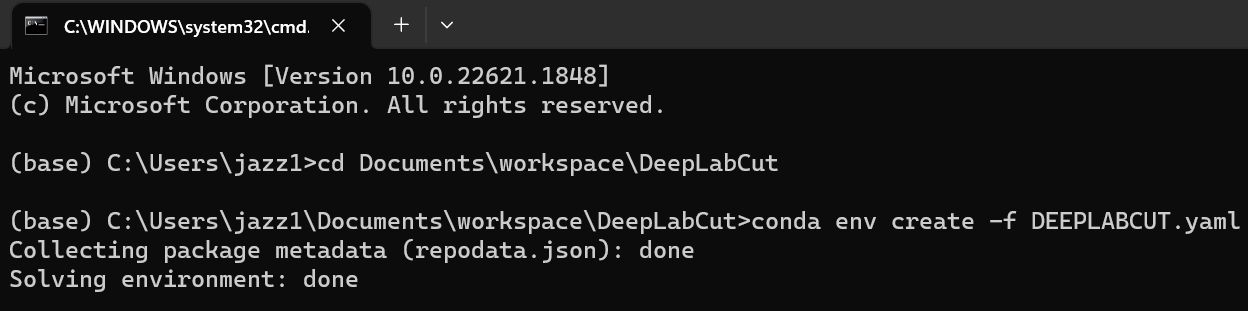 C:\WINDOWS\system32\cmd.
Microsoft Windows [Version 10.0.22621.1848]
(c) Microsoft Corporation. All rights reserved.
(base) C:\Users\jazz1>cd Documents\workspace\DeepLabCut
(base) C:\Users\jazz1\Documents\workspace\DeepLabCut>conda env create -f DEEPLABCUT.yaml
Collecting package metadata (repodata.json): done
Solving environment: done